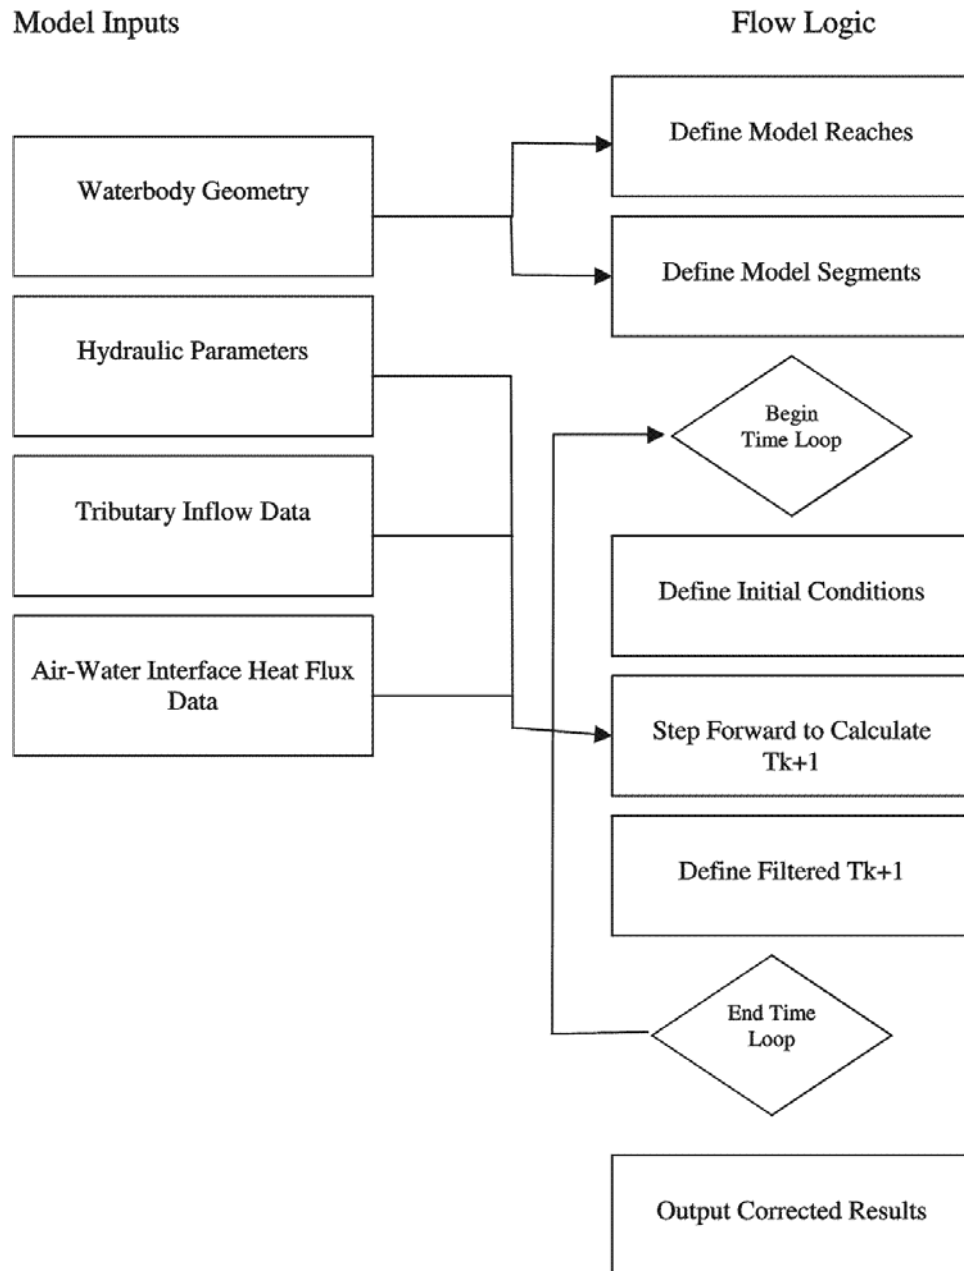 Model Inputs
Flow Logic
Waterbody Geometry
Hydraulic Parameters
Tributary Inflow Data
Air-Water Interface Heat Flux
Data
Define Model Reaches
Define Model Segments
Begin
Time Loop
Define Initial Conditions
Step Forward to Calculate
Tk+1
Define Filtered Tk+1
End Time
Loop
Output Corrected Results